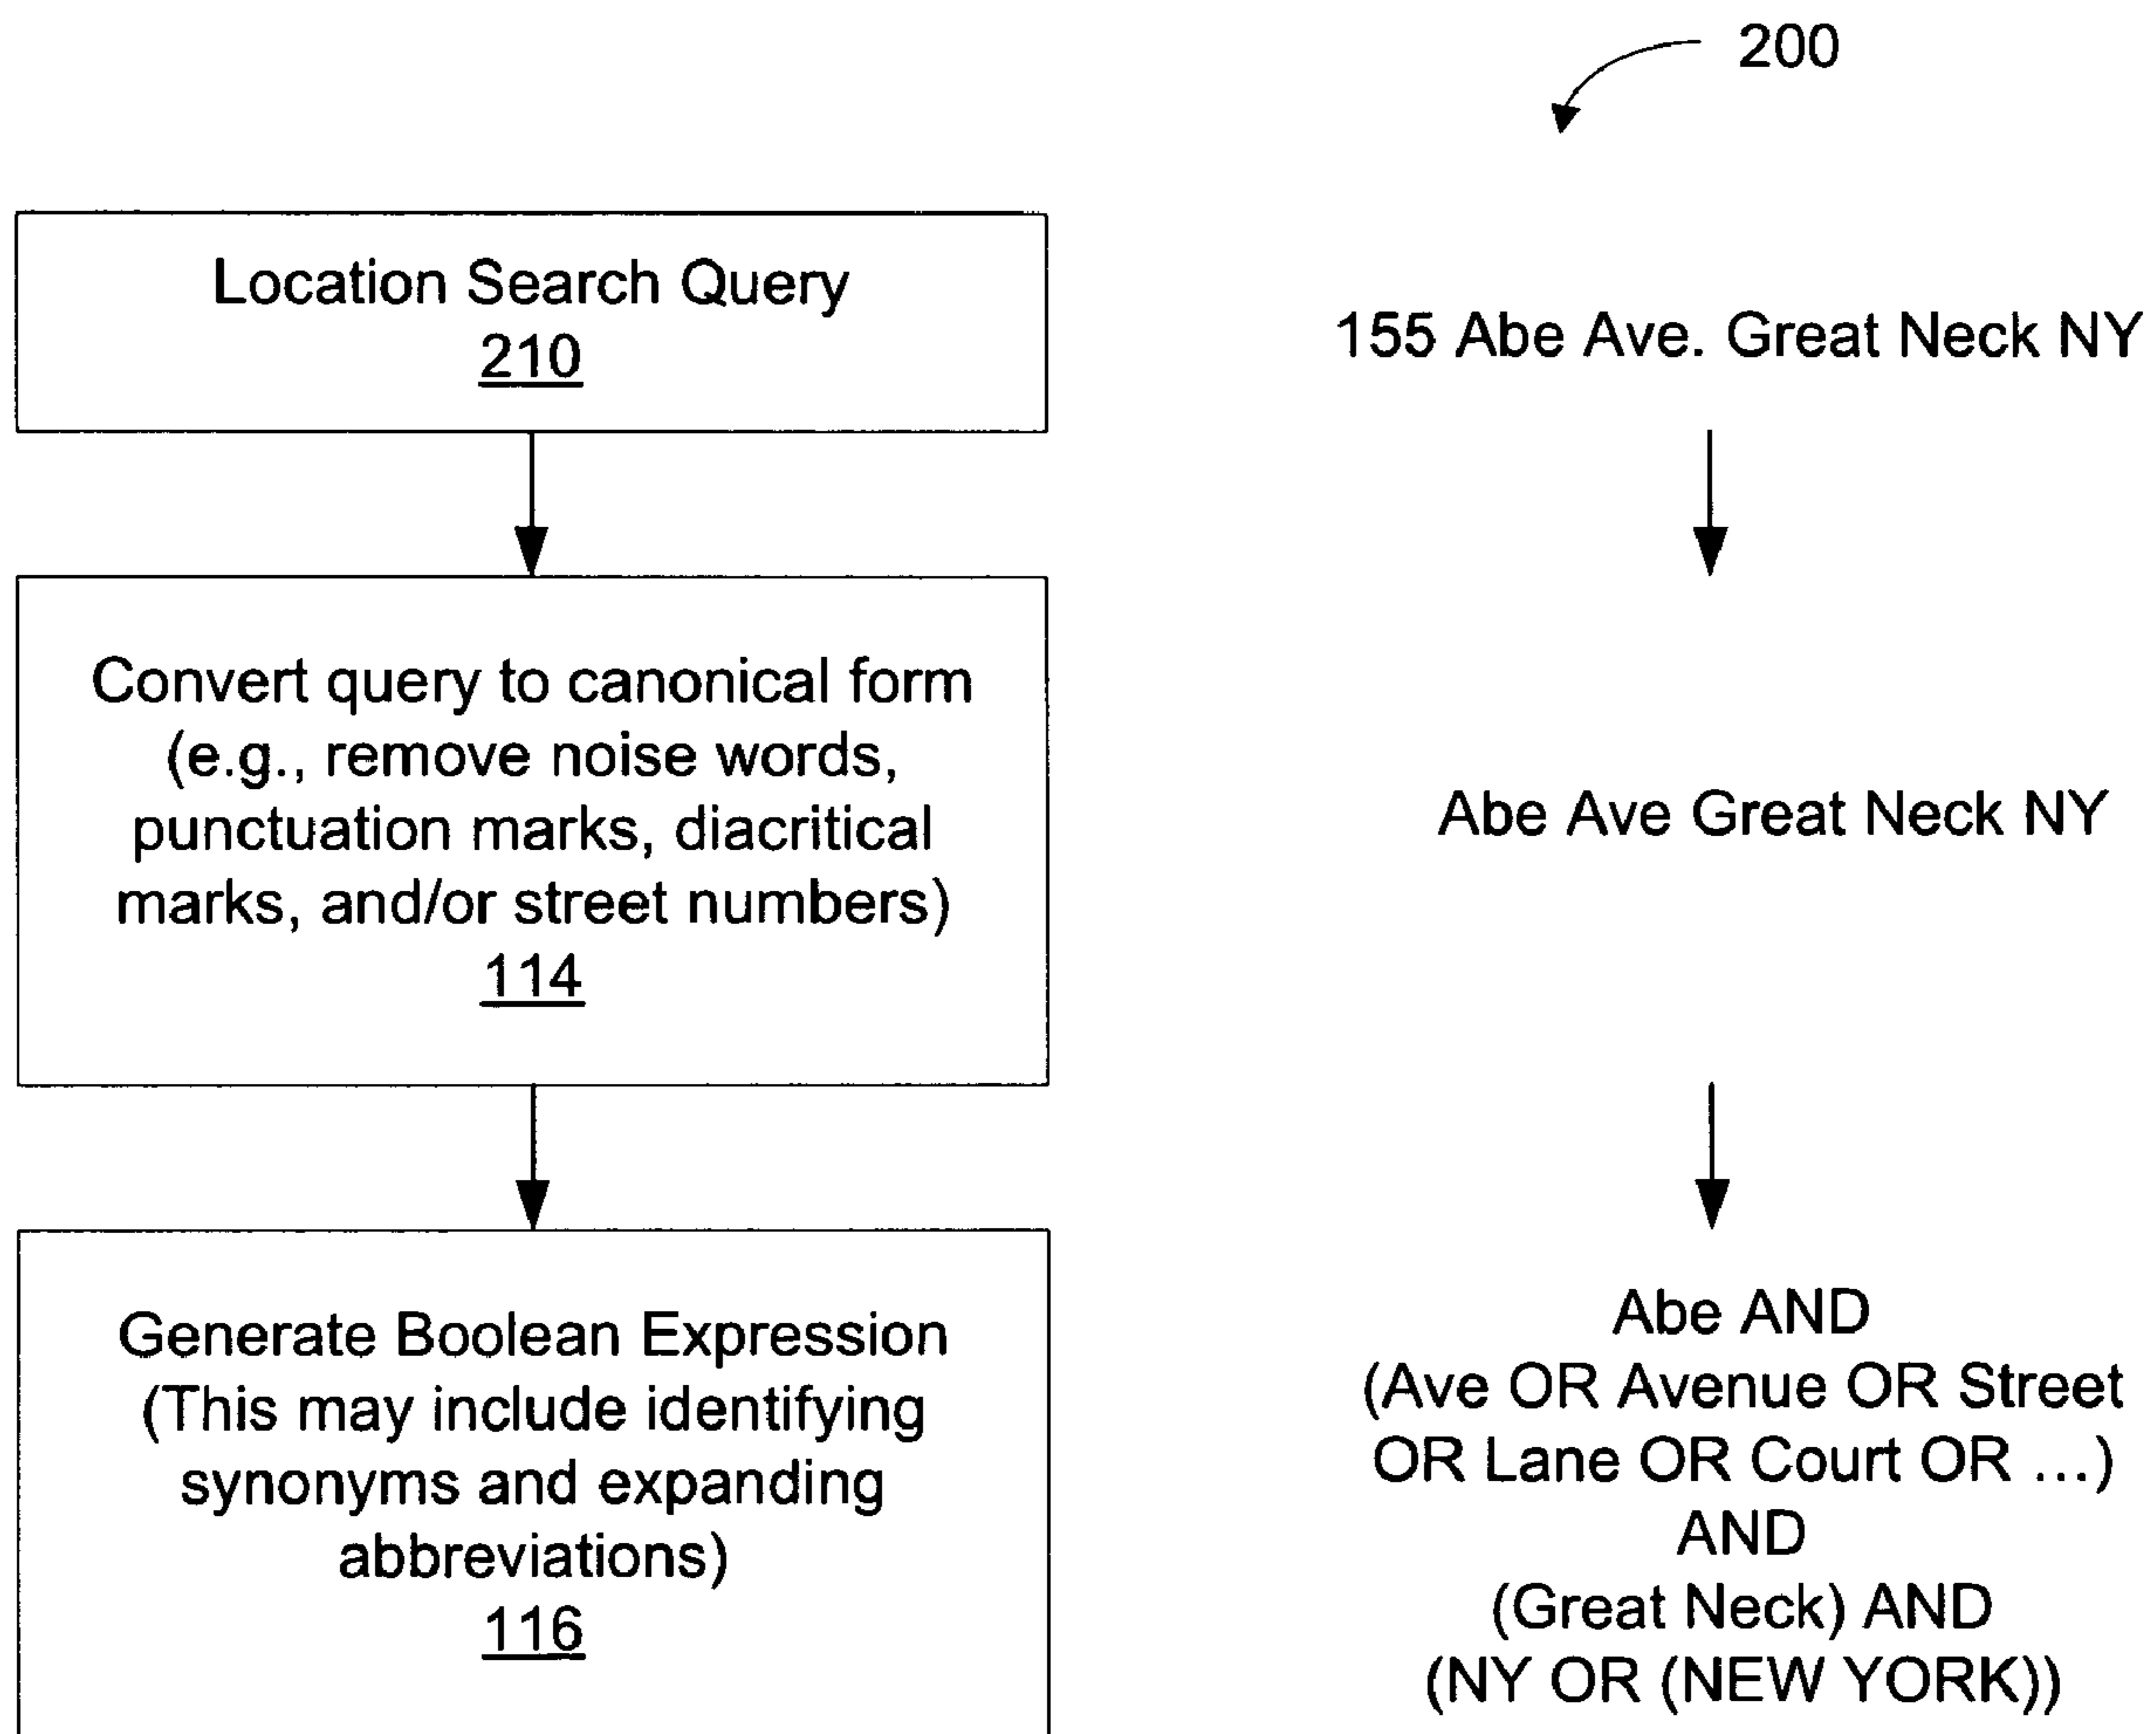 200
Location Search Query
210
155 Abe Ave. Great Neck NY
Convert query to canonical form
(e.g., remove noise words,
punctuation marks, diacritical
marks, and/or street numbers)
114
Abe Ave Great Neck NY
Generate Boolean Expression
(This may include identifying
synonyms and expanding
abbreviations)
116
Abe AND
(Ave OR Avenue OR Street
OR Lane OR Court OR ...)
AND
(Great Neck) AND
(NY OR (NEW YORK))